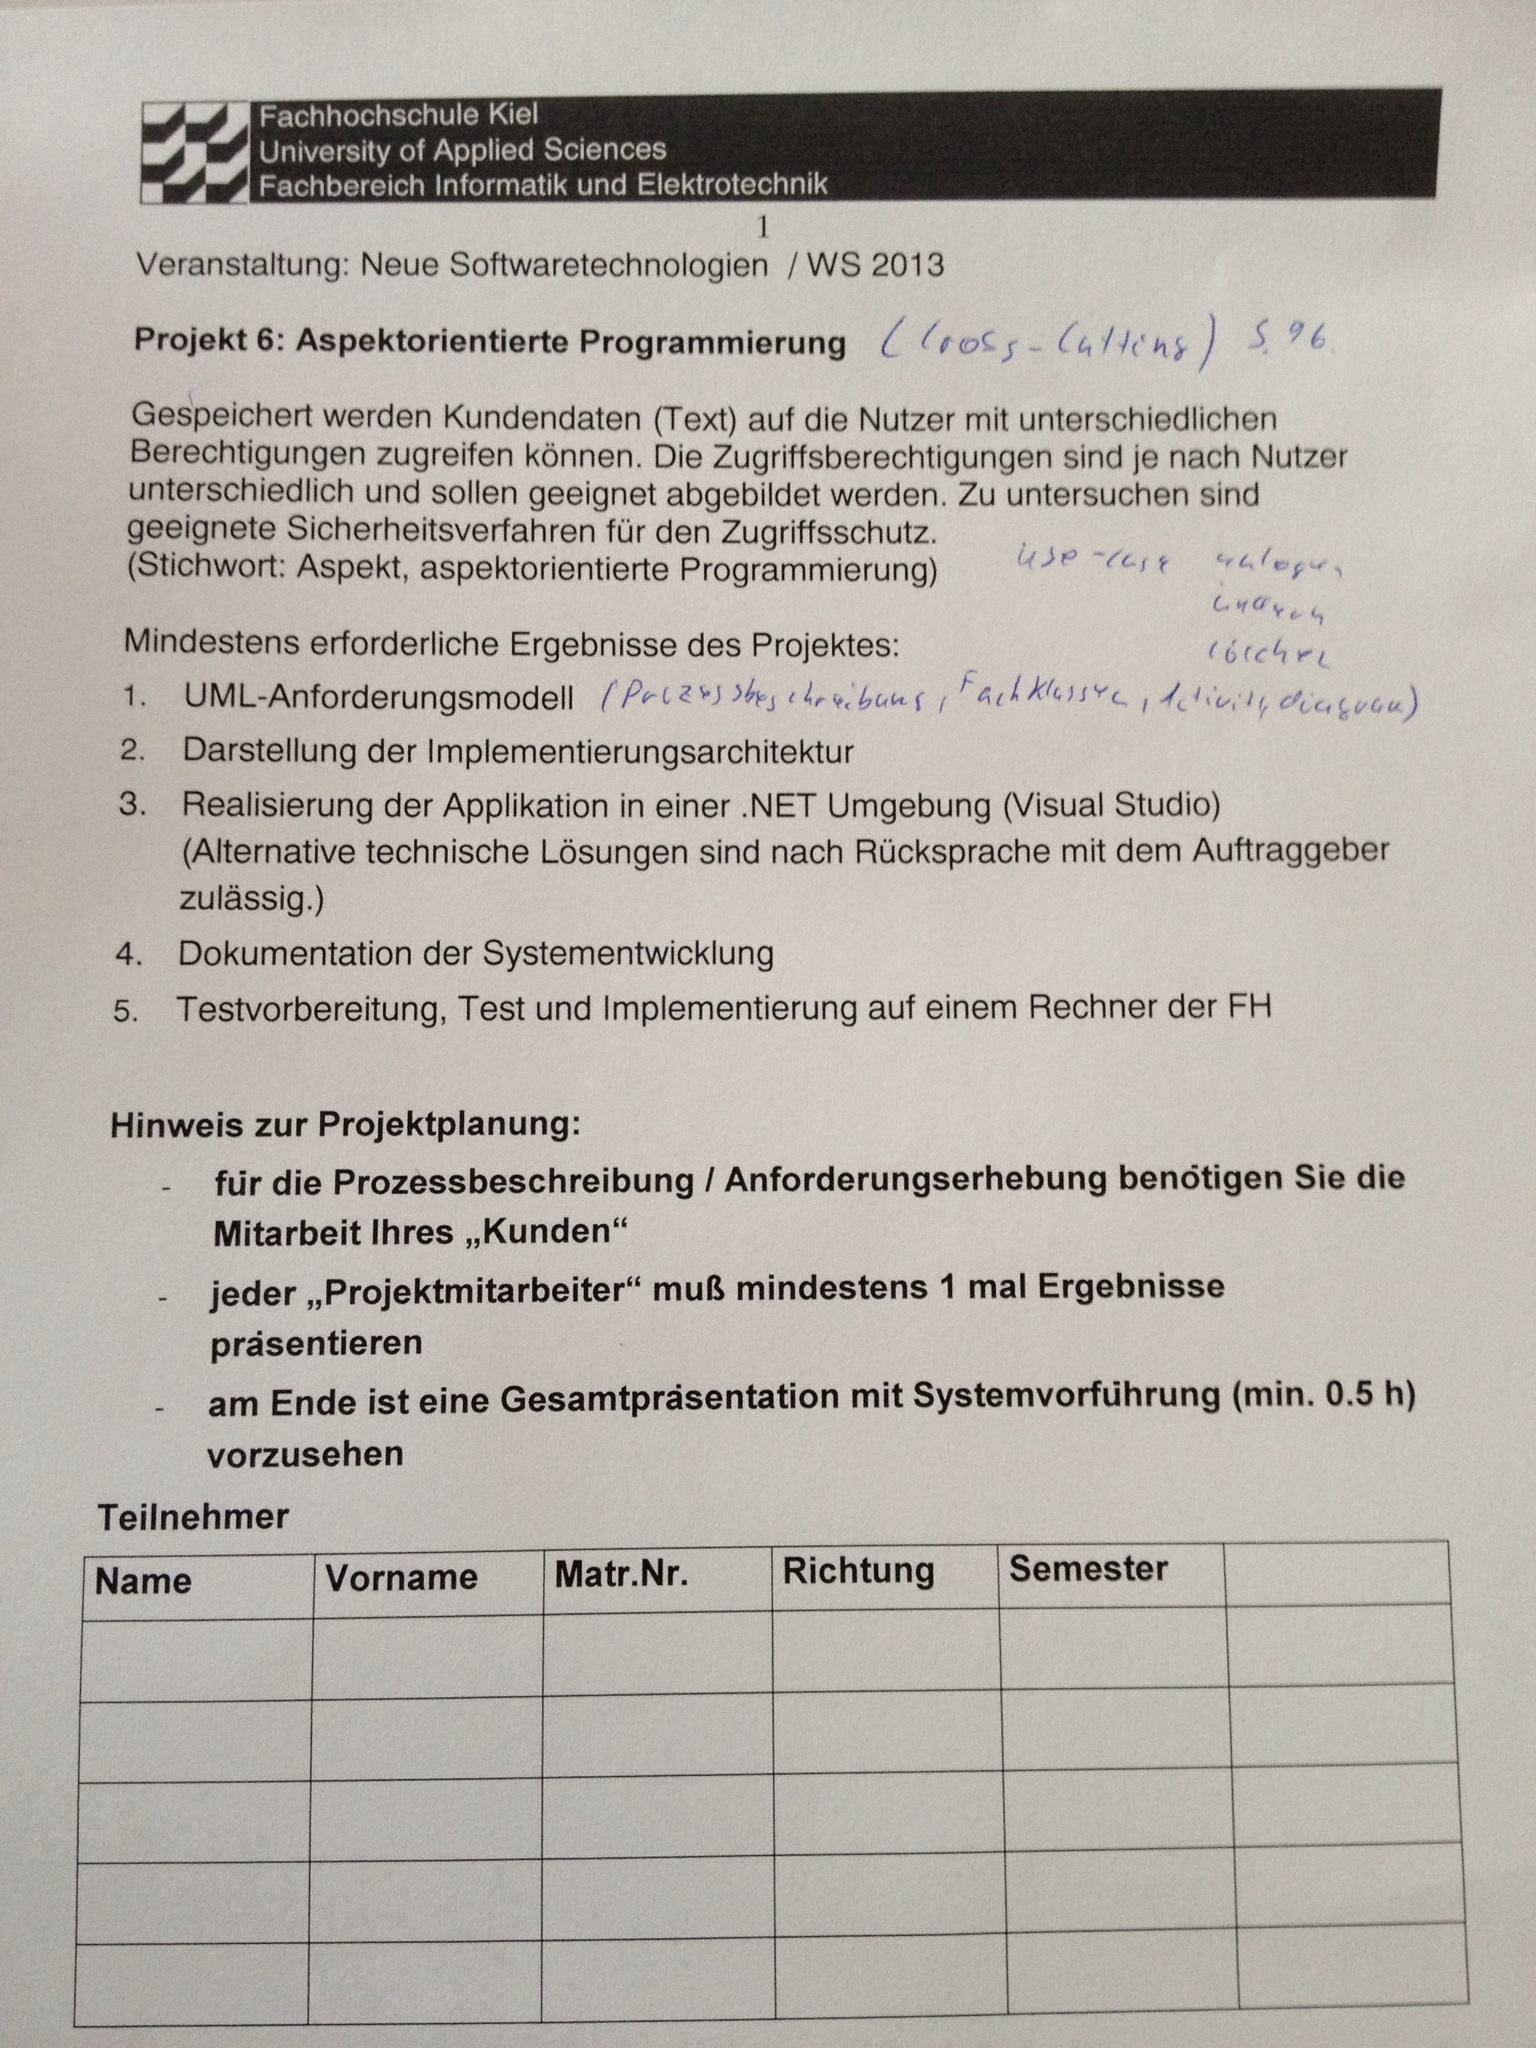 Fachhochschule Kiel
University of Applied Sciences
Fachbereich Informatik und Elektrotechnik
1
Veranstaltung: Neue Softwaretechnologien / WS 2013
Projekt 6: Aspektorientierte Programmierung (Cross-Cutting) S. 96.
Gespeichert werden Kundendaten (Text) auf die Nutzer mit unterschiedlichen
Berechtigungen zugreifen können. Die Zugriffsberechtigungen sind je nach Nutzer
unterschiedlich und sollen geeignet abgebildet werden. Zu untersuchen sind
geeignete Sicherheitsverfahren für den Zugriffsschutz.
(Stichwort: Aspekt, aspektorientierte Programmierung) use-case
löschen
Mindestens erforderliche Ergebnisse des Projektes:
1. UML-Anforderungsmodell (Prozessbeschreibung, Fachklassen, Activitydiagram)
2. Darstellung der Implementierungsarchitektur
3. Realisierung der Applikation in einer .NET Umgebung (Visual Studio)
(Alternative technische Lösungen sind nach Rücksprache mit dem Auftraggeber
zulässig.)
4. Dokumentation der Systementwicklung
5. Testvorbereitung, Test und Implementierung auf einem Rechner der FH
Hinweis zur Projektplanung:
- für die Prozessbeschreibung / Anforderungserhebung benötigen Sie die
Mitarbeit Ihres „Kunden“
- jeder „Projektmitarbeiter“ muß mindestens 1 mal Ergebnisse
präsentieren
- am Ende ist eine Gesamtpräsentation mit Systemvorführung (min. 0.5 h)
vorzusehen
Teilnehmer
Name Vorname Matr.Nr. Richtung Semester